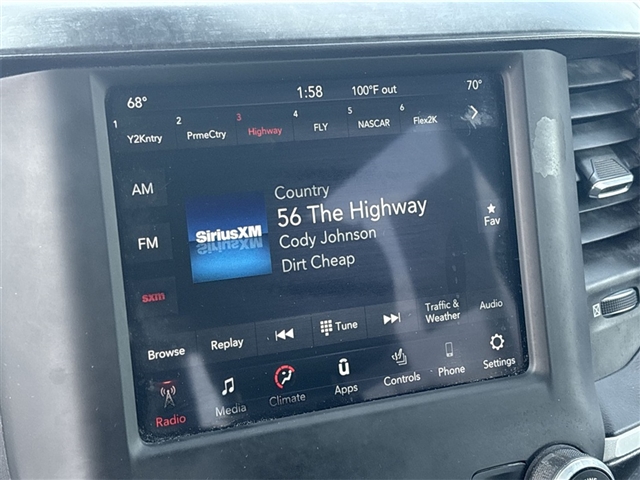 68° 1:58 100°F out 70°
1 Y2Kntry 2 PrmeCtry 3 Highway 4 FLY 5 NASCAR 6 Flex2K
AM
FM
sxm
SiriusXM
Country
56 The Highway
Cody Johnson
Dirt Cheap
Fav
Browse Replay Tune Traffic & Weather Audio
Radio Media Climate Apps Controls Phone Settings